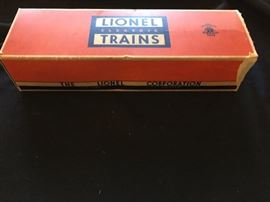 LIONEL
ELECTRIC
TRAINS
THE LIONEL CORPORATION